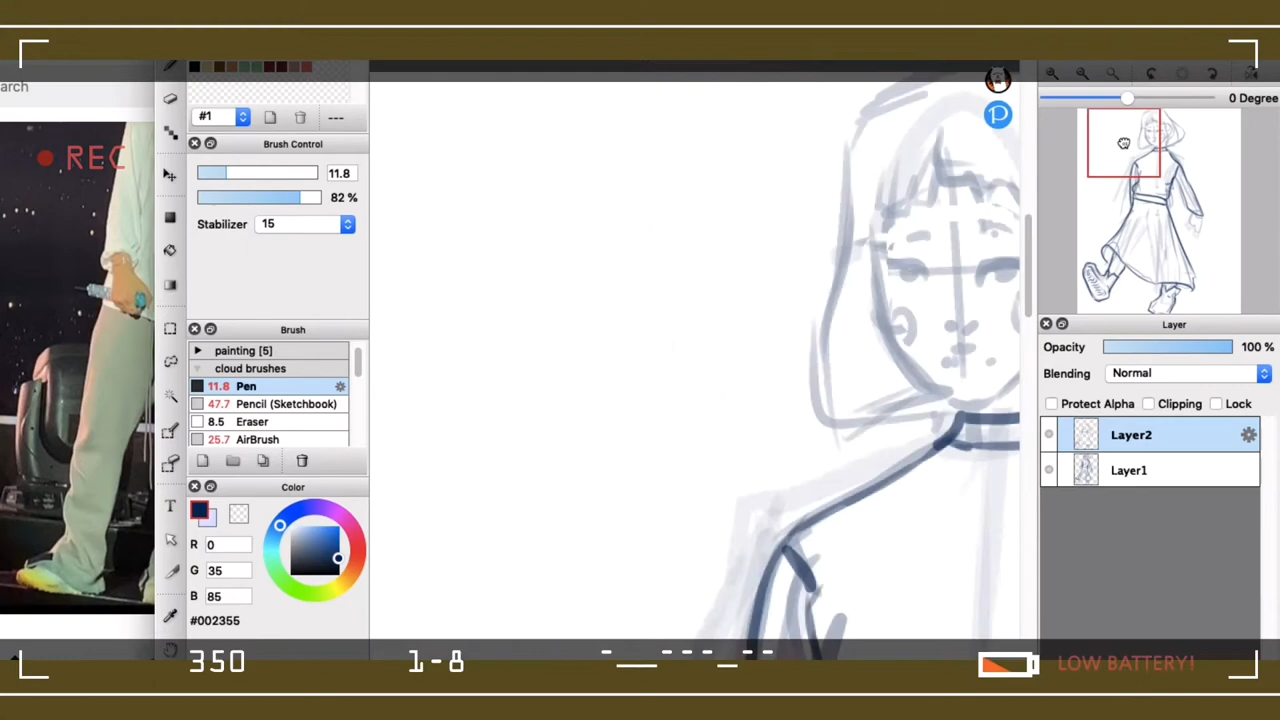 arch
REC
#1
---
Brush Control
11.8
82 %
Stabilizer 15
Brush
painting [5]
cloud brushes
11.8 Pen
47.7 Pencil (Sketchbook)
8.5 Eraser
25.7 AirBrush
Color
R 0
G 35
B 85
#002355
T
P
0 Degree
Layer
Opacity 100 %
Blending Normal
Protect Alpha Clipping Lock
Layer2
Layer1
350 1-8
LOW BATTERY!